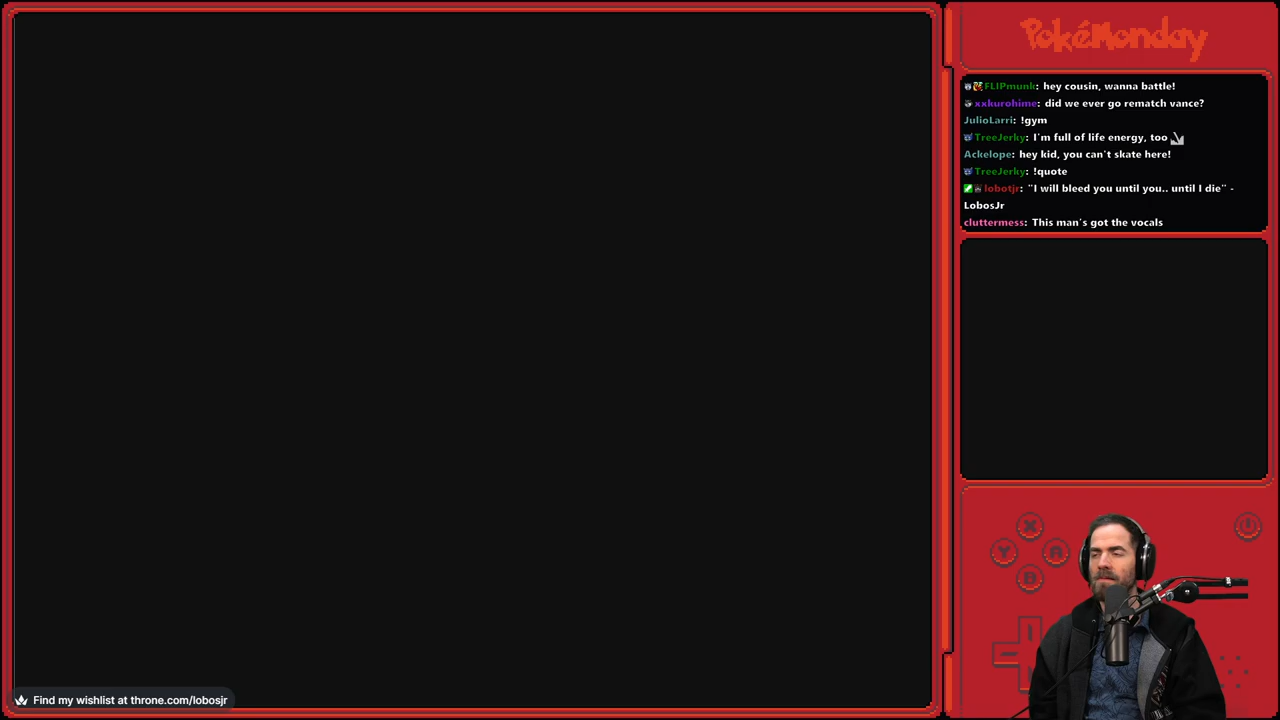 PokéMonday
FLIPmunk: hey cousin, wanna battle!
xxkurohime: did we ever go rematch vance?
JulioLarri: !gym
TreeJerky: I'm full of life energy, too
Ackelope: hey kid, you can't skate here!
TreeJerky: !quote
lobotjr: "I will bleed you until you.. until I die" -
LobosJr
cluttermess: This man's got the vocals
X
Y A
B
Find my wishlist at throne.com/lobosjr